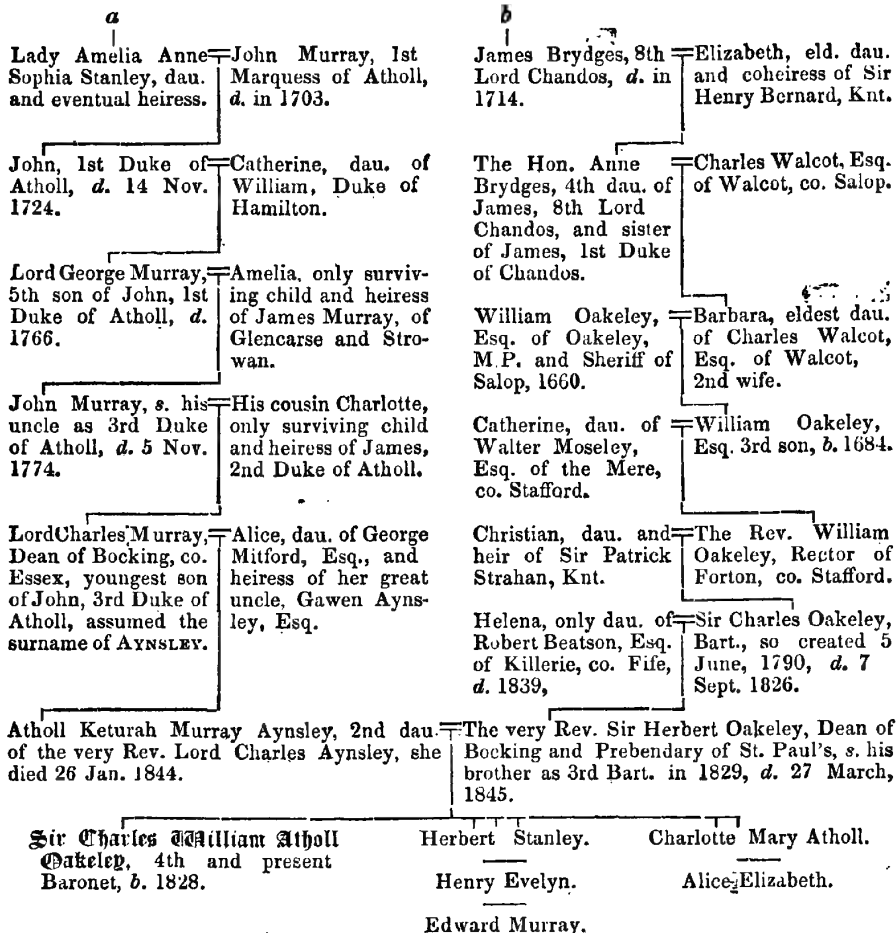 a
Lady Amelia Anne
Sophia Stanley, dau.
and eventual heiress.
John Murray, 1st
Marquess of Atholl,
d. in 1703.
John, 1st Duke of
Atholl, d. 14 Nov.
1724.
Catherine, dau. of
William, Duke of
Hamilton.
Lord George Murray,
5th son of John, 1st
Duke of Atholl, d.
1766.
Amelia, only surviv-
ing child and heiress
of James Murray, of
Glencarse and Stro-
wan.
John Murray, s. his
uncle as 3rd Duke
of Atholl, d. 5 Nov.
1774.
His cousin Charlotte,
only surviving child
and heiress of James,
2nd Duke of Atholl.
Lord Charles Murray,
Dean of Bocking, co.
Essex, youngest son
of John, 3rd Duke of
Atholl, assumed the
surname of AYNSLEY.
Alice, dau. of George
Mitford, Esq., and
heiress of her great
uncle, Gawen Ayns-
ley, Esq.
b
James Brydges, 8th
Lord Chandos, d. in
1714.
Elizabeth, eld. dau.
and coheiress of Sir
Henry Bernard, Knt.
The Hon. Anne
Brydges, 4th dau. of
James, 8th Lord
Chandos, and sister
of James, 1st Duke
of Chandos.
Charles Walcot, Esq.
of Walcot, co. Salop.
William Oakeley,
Esq. of Oakeley,
M.P. and Sheriff of
Salop, 1660.
Barbara, eldest dau.
of Charles Walcot,
Esq. of Walcot,
2nd wife.
Catherine, dau. of
Walter Moseley,
Esq. of the Mere,
co. Stafford.
William Oakeley,
Esq. 3rd son, b. 1684.
Christian, dau. and
heir of Sir Patrick
Strahan, Knt.
The Rev. William
Oakeley, Rector of
Forton, co. Stafford.
Helena, only dau. of
Robert Beatson, Esq.
of Killerie, co. Fife,
d. 1839,
Sir Charles Oakeley,
Bart., so created 5
June, 1790, d. 7
Sept. 1826.
Atholl Keturah Murray Aynsley, 2nd dau.
of the very Rev. Lord Charles Aynsley, she
died 26 Jan. 1844.
The very Rev. Sir Herbert Oakeley, Dean of
Bocking and Prebendary of St. Paul's, s. his
brother as 3rd Bart. in 1829, d. 27 March,
1845.
Sir Charles William Atholl
Oakeley, 4th and present
Baronet, b. 1828.
Herbert Stanley.
Henry Evelyn.
Edward Murray.
Charlotte Mary Atholl.
Alice Elizabeth.